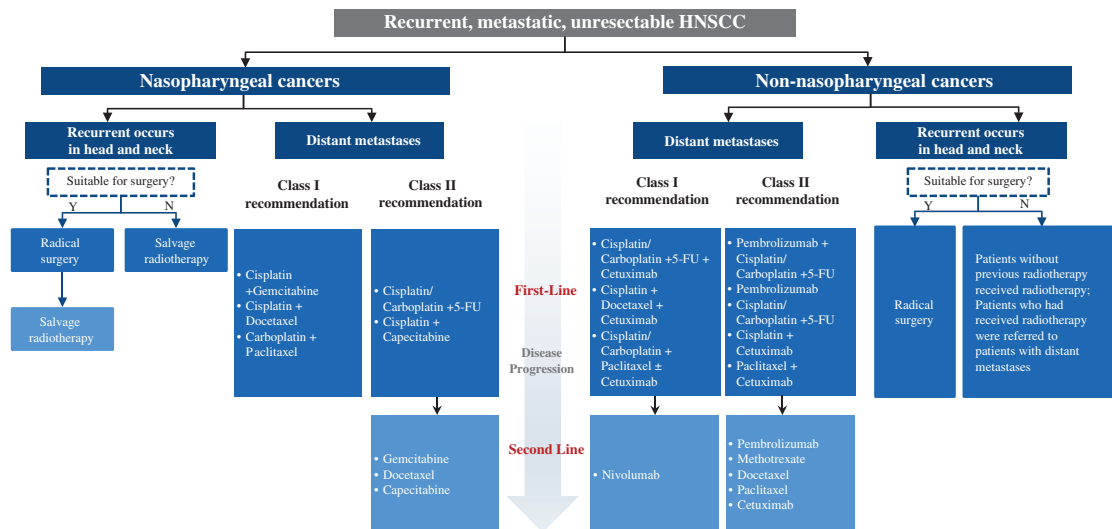 Recurrent, metastatic, unresectable HNSCC
Nasopharyngeal cancers
Recurrent occurs
in head and neck
Suitable for surgery?
Y
N
Radical
surgery
Salvage
radiotherapy
Salvage
radiotherapy
Distant metastases
Class I
recommendation
• Cisplatin
+Gemcitabine
• Cisplatin +
Docetaxel
• Carboplatin +
Paclitaxel
Class II
recommendation
• Cisplatin/
Carboplatin +5-FU
• Cisplatin +
Capecitabine
• Gemcitabine
• Docetaxel
• Capecitabine
First-Line
Disease
Progression
Second Line
Non-nasopharyngeal cancers
Distant metastases
Class I
recommendation
• Cisplatin/
Carboplatin +5-FU +
Cetuximab
• Cisplatin +
Docetaxel +
Cetuximab
• Cisplatin/
Carboplatin +
Paclitaxel ±
Cetuximab
• Nivolumab
Class II
recommendation
• Pembrolizumab +
Cisplatin/
Carboplatin +5-FU
• Pembrolizumab
• Cisplatin/
Carboplatin +5-FU
• Cisplatin +
Cetuximab
• Paclitaxel + Cetuximab
• Pembrolizumab
• Methotrexate
• Docetaxel
• Paclitaxel
• Cetuximab
Recurrent occurs
in head and neck
Suitable for surgery?
Y
N
Radical
surgery
Patients without
previous radiotherapy
received radiotherapy;
Patients who had
received radiotherapy
were referred to
patients with distant
metastases